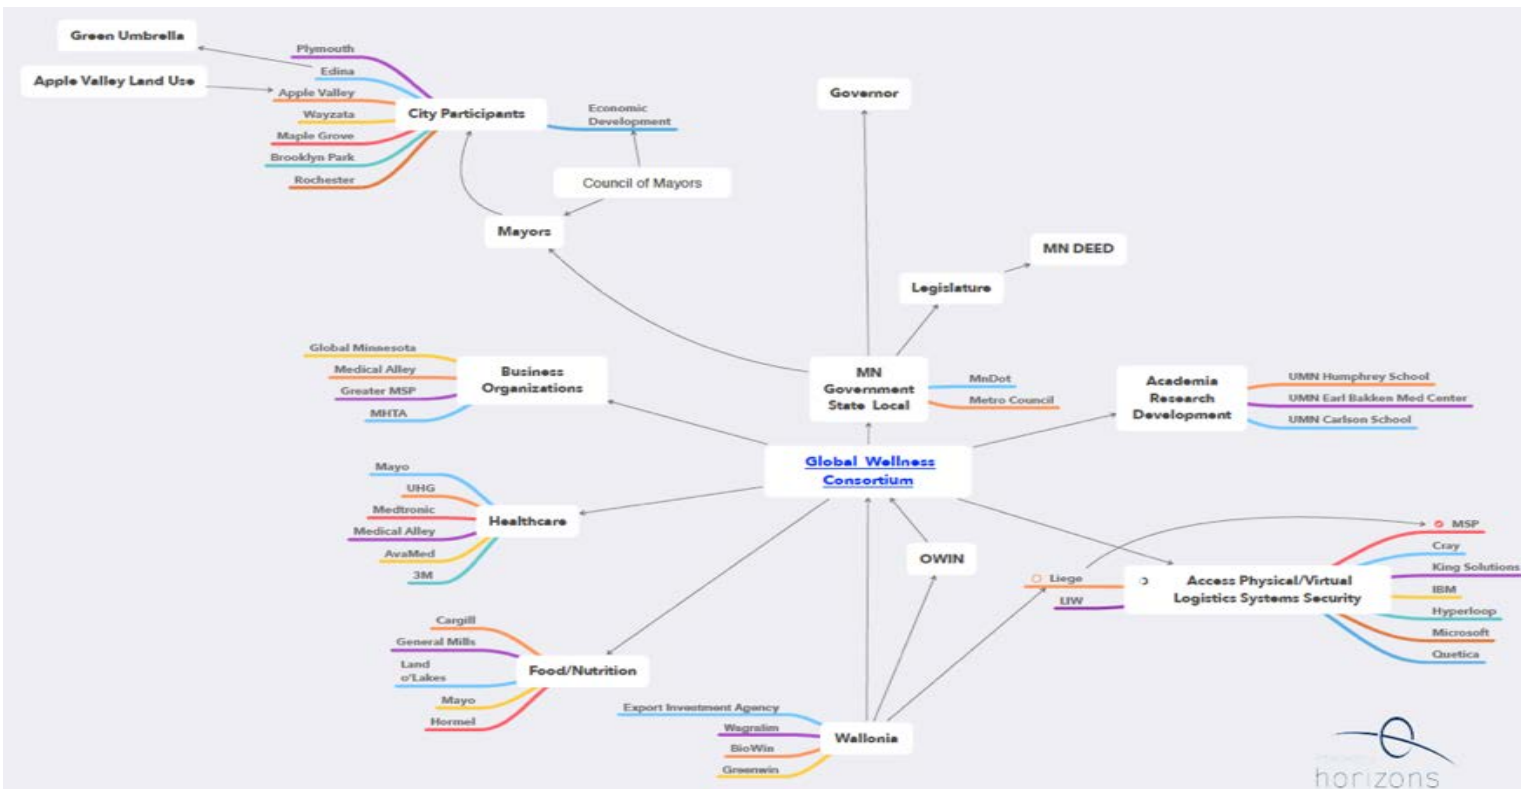 Green Umbrella
Apple Valley Land Use
Plymouth
Edina
Apple Valley
Wayzata
Maple Grove
Brooklyn Park
Rochester
City Participants
Economic
Development
Council of Mayors
Mayors
Governor
MN DEED
Legislature
Global Minnesota
Medical Alley
Greater MSP
MHTA
Business
Organizations
MN
Government
State Local
MnDot
Metro Council
Academia
Research
Development
UMN Humphrey School
UMN Earl Bakken Med Center
UMN Carlson School
Global Wellness
Consortium
Mayo
UHG
Medtronic
Medical Alley
AvaMed
3M
Healthcare
OWIN
Liege
LIW
Access Physical/Virtual
Logistics Systems Security
MSP
Cray
King Solutions
IBM
Hyperloop
Microsoft
Quetica
Cargill
General Mills
Land
o'Lakes
Mayo
Hormel
Food/Nutrition
Export Investment Agency
Wagralim
BioWin
Greenwin
Wallonia
horizons